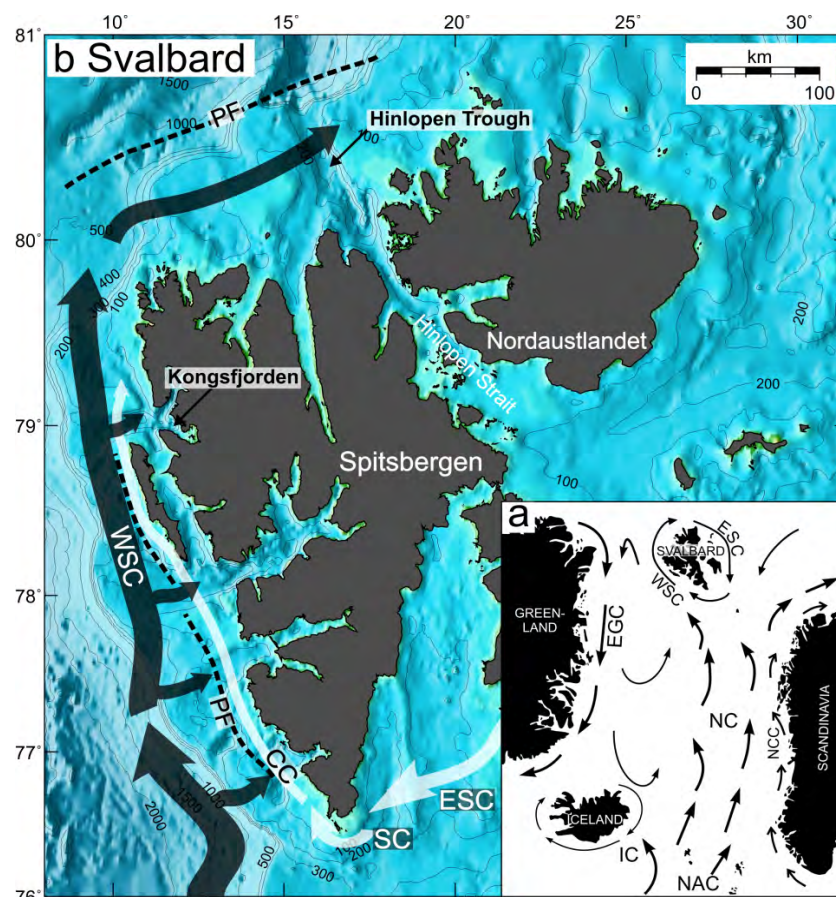 10° 15° 20° 25° 30°
81°
80°
79°
78°
77°
76°
b Svalbard
km
0 100
PF
1500
1000
Hinlopen Trough
100
500
400
300
100
200
Kongsfjorden
Hinlopen Strait
Nordaustlandet
200
200
100
Spitsbergen
WSC
PF
CC
ESC
SC
1000
1500
2000
500
300
200
a
SVALBARD
ESC
WSC
GREEN-
LAND
EGC
NC
NCC
SCANDINAVIA
ICELAND
IC
NAC